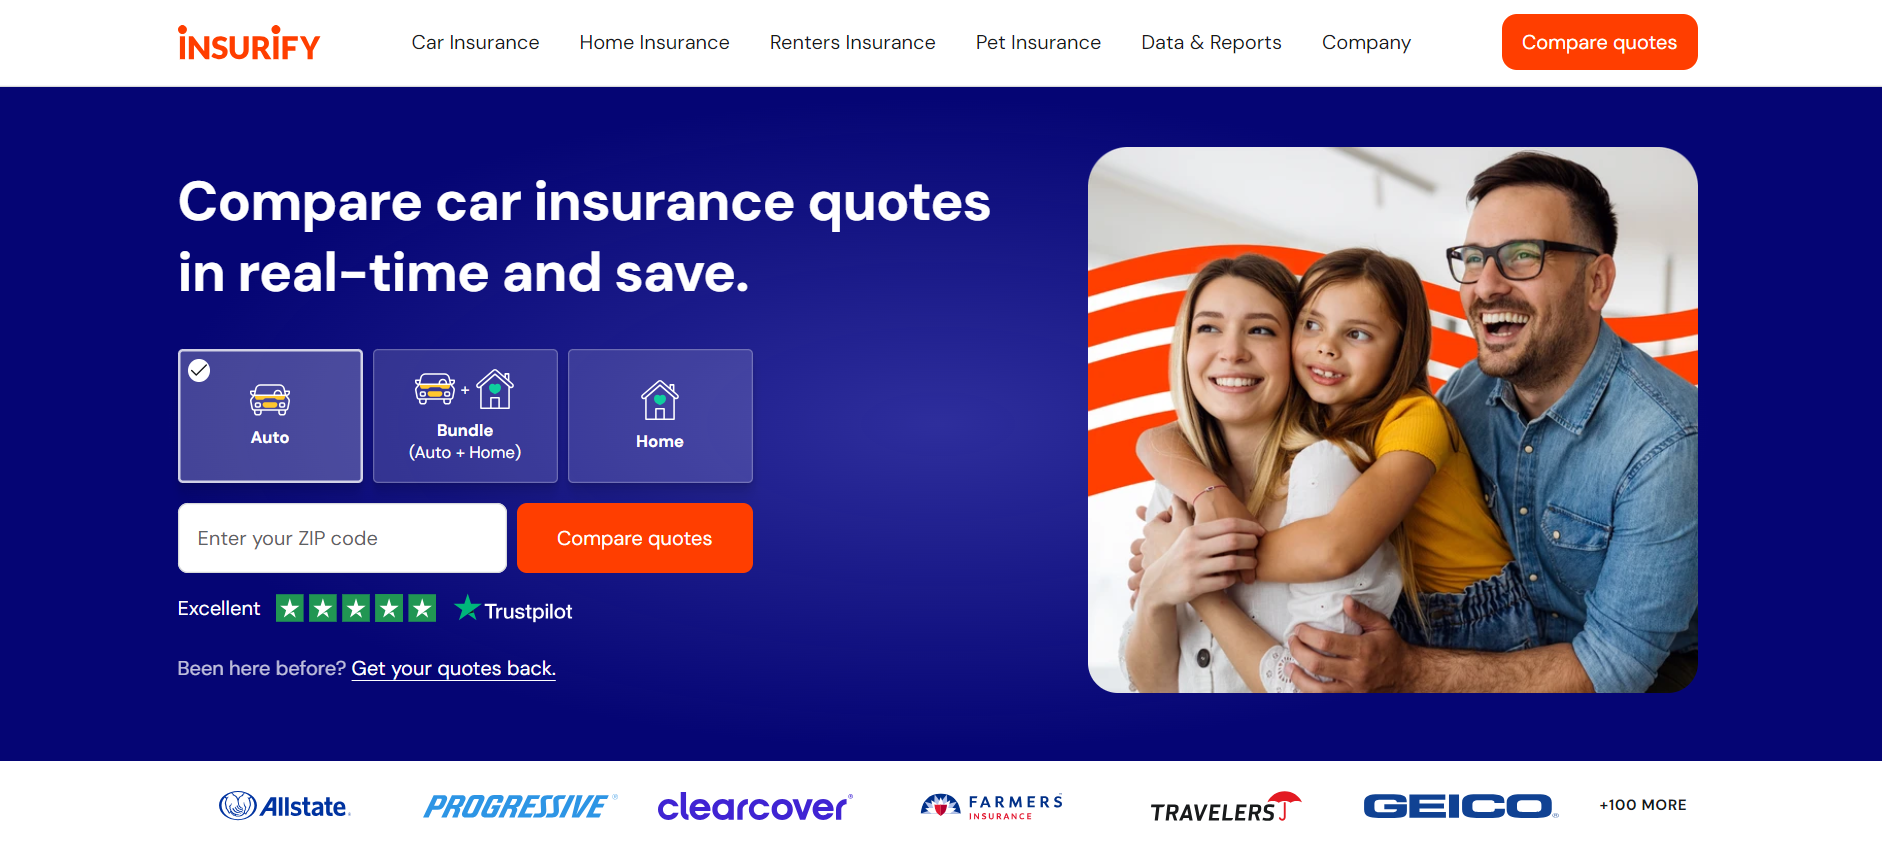 INSURIFY
Car Insurance
Home Insurance
Renters Insurance
Pet Insurance
Data & Reports
Company
Compare quotes
Compare car insurance quotes
in real-time and save.
Auto
+
Bundle
(Auto + Home)
Home
Enter your ZIP code
Compare quotes
Excellent
Trustpilot
Been here before? Get your quotes back.
Allstate.
PROGRESSIVE®
clearcover®
FARMERS
INSURANCE
TRAVELERS
GEICO®
+100 MORE